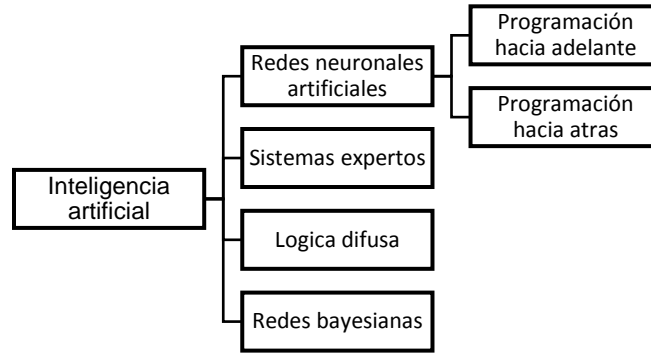 Programación
hacia adelante
Redes neuronales
artificiales
Programación
hacia atras
Sistemas expertos
Inteligencia
artificial
Logica difusa
Redes bayesianas